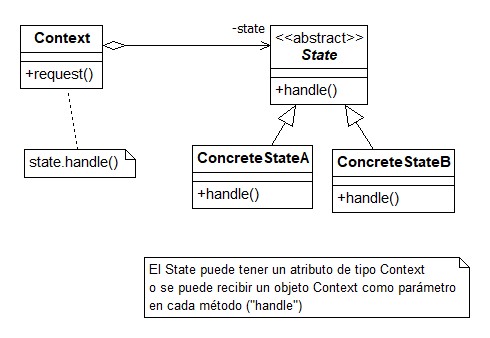 Context
+request()
-state
<<abstract>>
State
+handle()
state.handle()
ConcreteStateA
+handle()
ConcreteStateB
+handle()
El State puede tener un atributo de tipo Context
o se puede recibir un objeto Context como parámetro
en cada método ("handle")